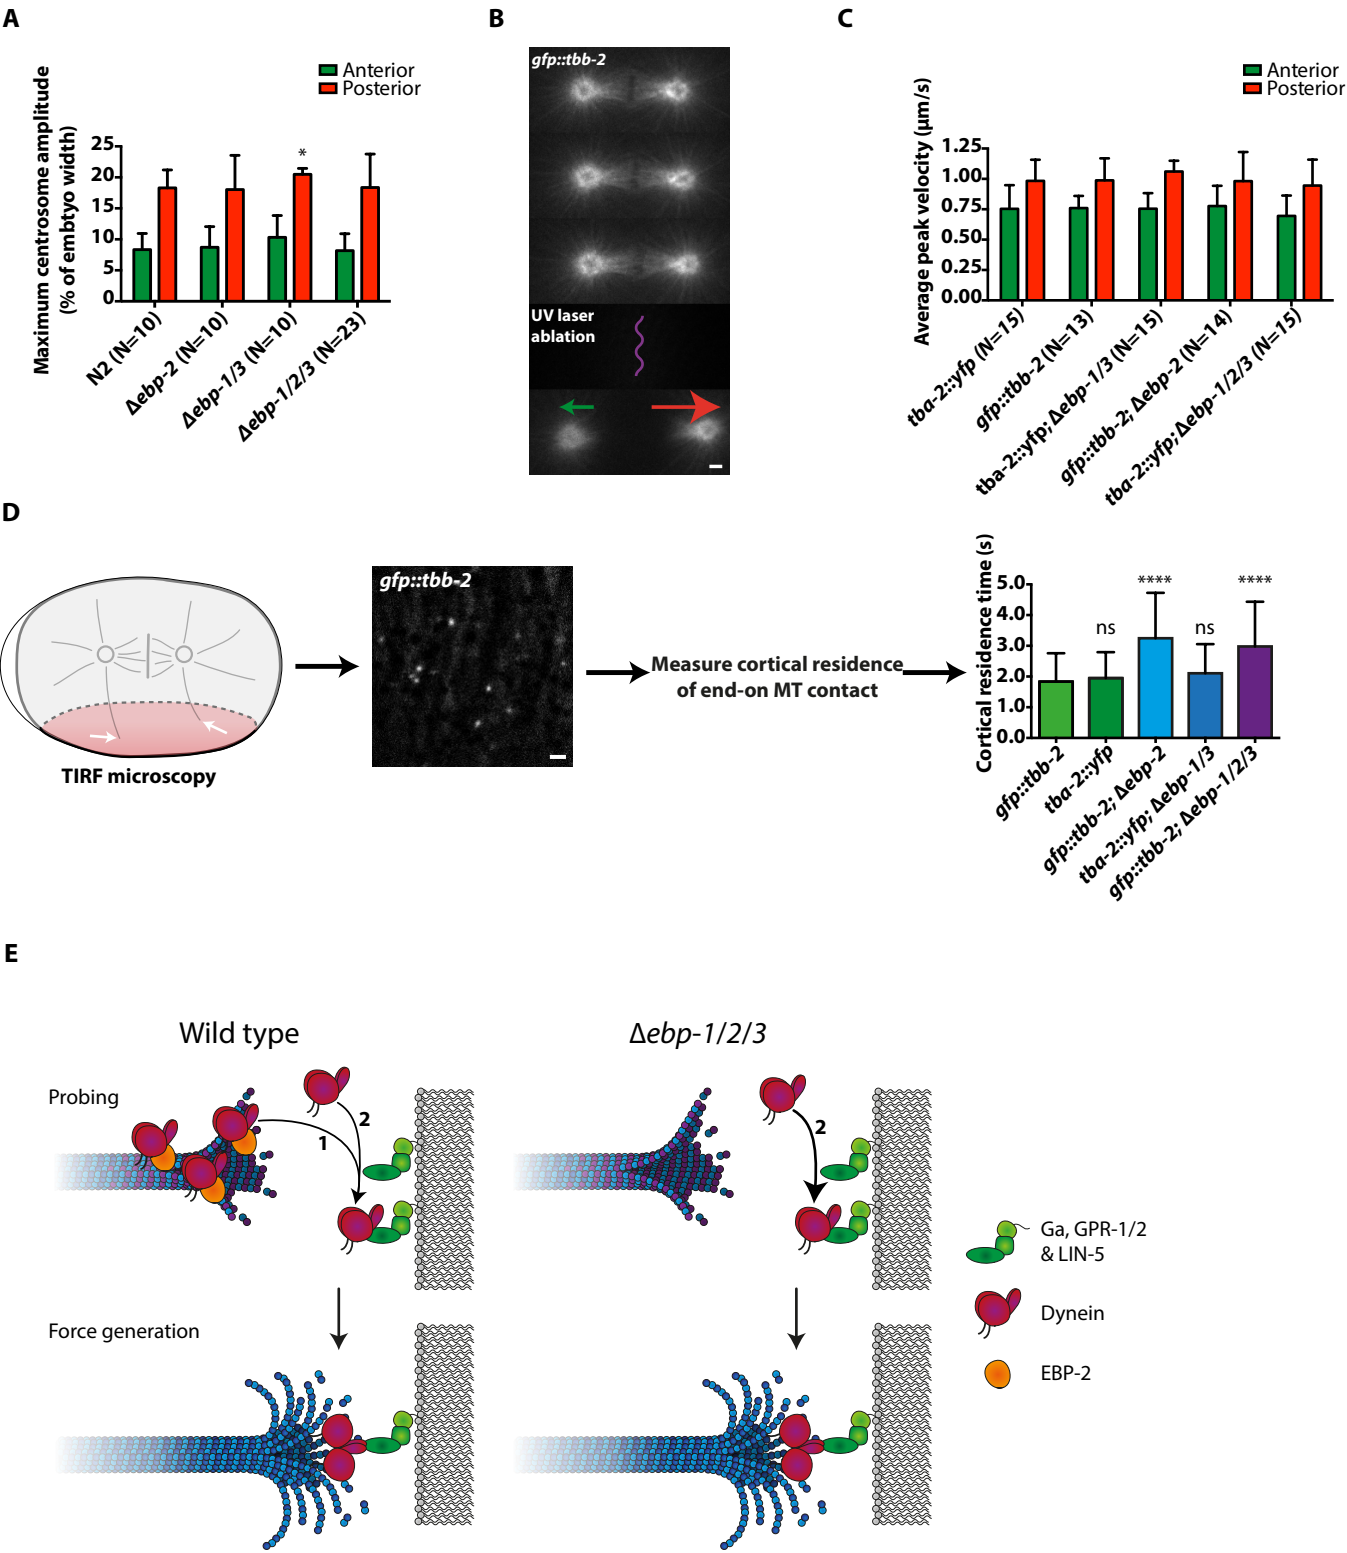 A
Anterior
Posterior
Maximum centrosome amplitude
(% of embtyo width)
25
20
15
10
5
0
N2 (N=10)
Δebp-2 (N=10)
Δebp-1/3 (N=10)
Δebp-1/2/3 (N=23)
*
B
gfp::tbb-2
UV laser
ablation
C
Anterior
Posterior
Average peak velocity (μm/s)
1.25
1.00
0.75
0.50
0.25
0.00
tba-2::yfp (N=15)
gfp::tbb-2 (N=13)
tba-2::yfp; Δebp-1/3 (N=15)
gfp::tbb-2; Δebp-2 (N=14)
tba-2::yfp; Δebp-1/2/3 (N=15)
D
TIRF microscopy
gfp::tbb-2
Measure cortical residence
of end-on MT contact
Cortical residence time (s)
5.0
4.0
3.0
2.0
1.0
0.0
ns
****
ns
****
gfp::tbb-2
tba-2::yfp
gfp::tbb-2; Δebp-2
tba-2::yfp; Δebp-1/3
gfp::tbb-2; Δebp-1/2/3
E
Wild type
Δebp-1/2/3
Probing
1
2
2
Force generation
Ga, GPR-1/2
& LIN-5
Dynein
EBP-2